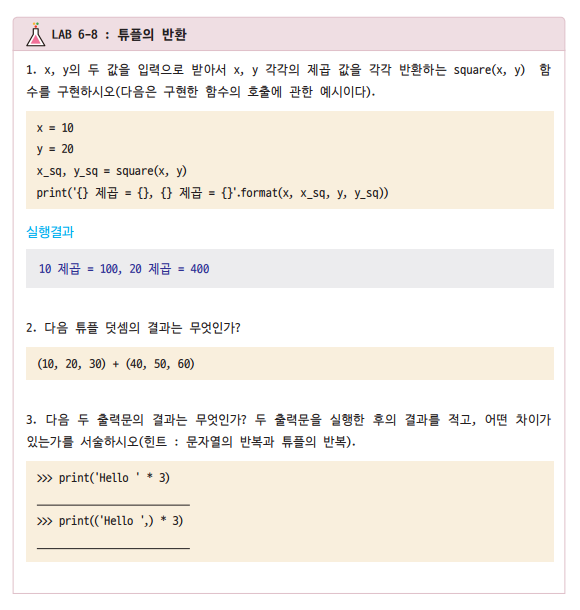 LAB 6-8 : 튜플의 반환
1. x, y의 두 값을 입력으로 받아서 x, y 각각의 제곱 값을 각각 반환하는 square(x, y) 함
수를 구현하시오(다음은 구현한 함수의 호출에 관한 예시이다).
x = 10
y = 20
x_sq, y_sq = square(x, y)
print('{} 제곱 = {}, {} 제곱 = {}'.format(x, x_sq, y, y_sq))
실행결과
10 제곱 = 100, 20 제곱 = 400
2. 다음 튜플 덧셈의 결과는 무엇인가?
(10, 20, 30) + (40, 50, 60)
3. 다음 두 출력문의 결과는 무엇인가? 두 출력문을 실행한 후의 결과를 적고, 어떤 차이가
있는가를 서술하시오(힌트 : 문자열의 반복과 튜플의 반복).
>>> print('Hello ' * 3)
>>> print(('Hello ',) * 3)